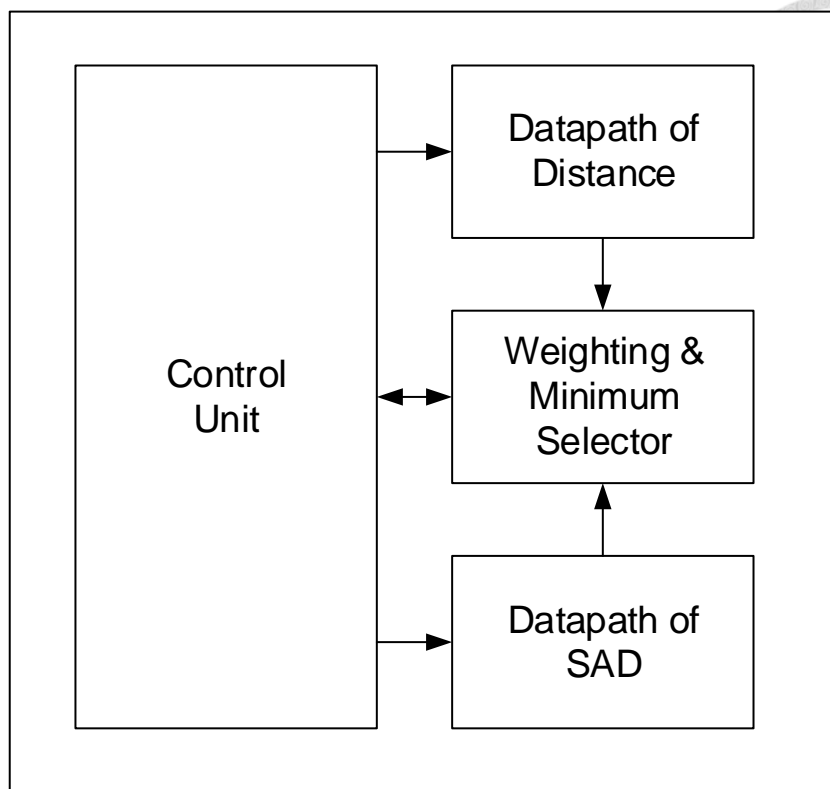 Datapath of
Distance
Control
Unit
Weighting &
Minimum
Selector
Datapath of
SAD